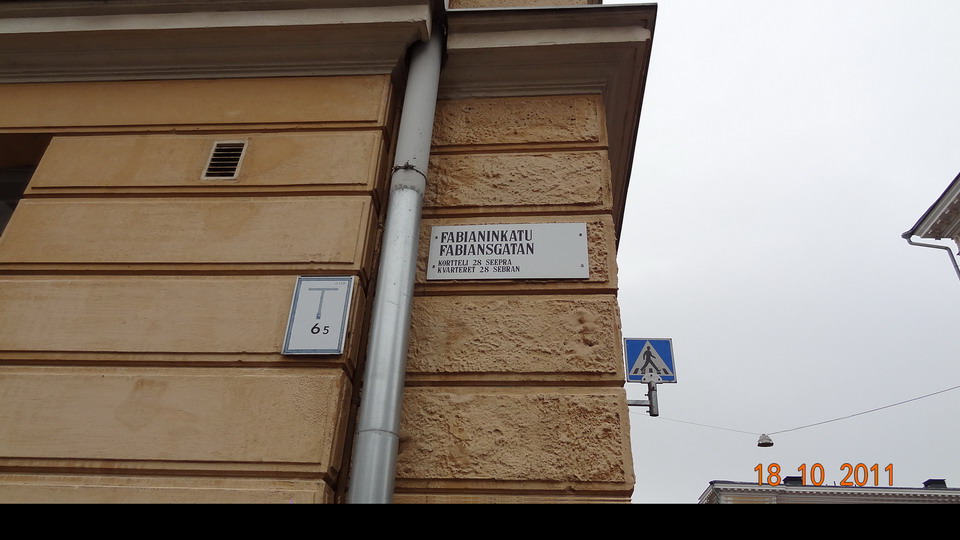 FABIANINKATU
FABIANSGATAN
KORTTELI 28 SEEPRA
KVARTERET 28 SEBRAN
T
65
18.10.2011